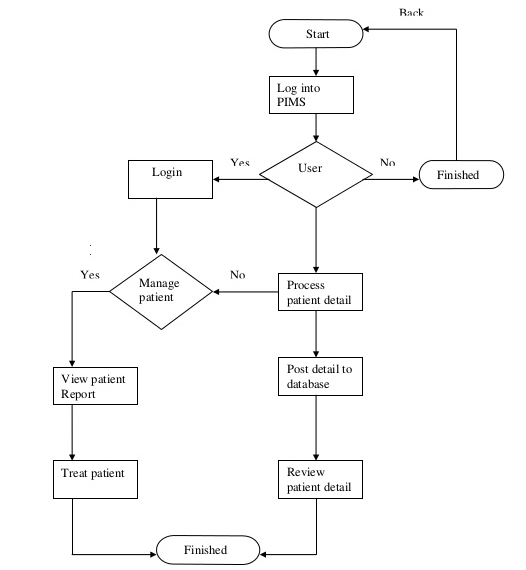 Back
Start
Log into
PIMS
User
Yes
No
Login
Finished
Manage
patient
Yes
No
Process
patient detail
View patient
Report
Post detail to
database
Treat patient
Review
patient detail
Finished